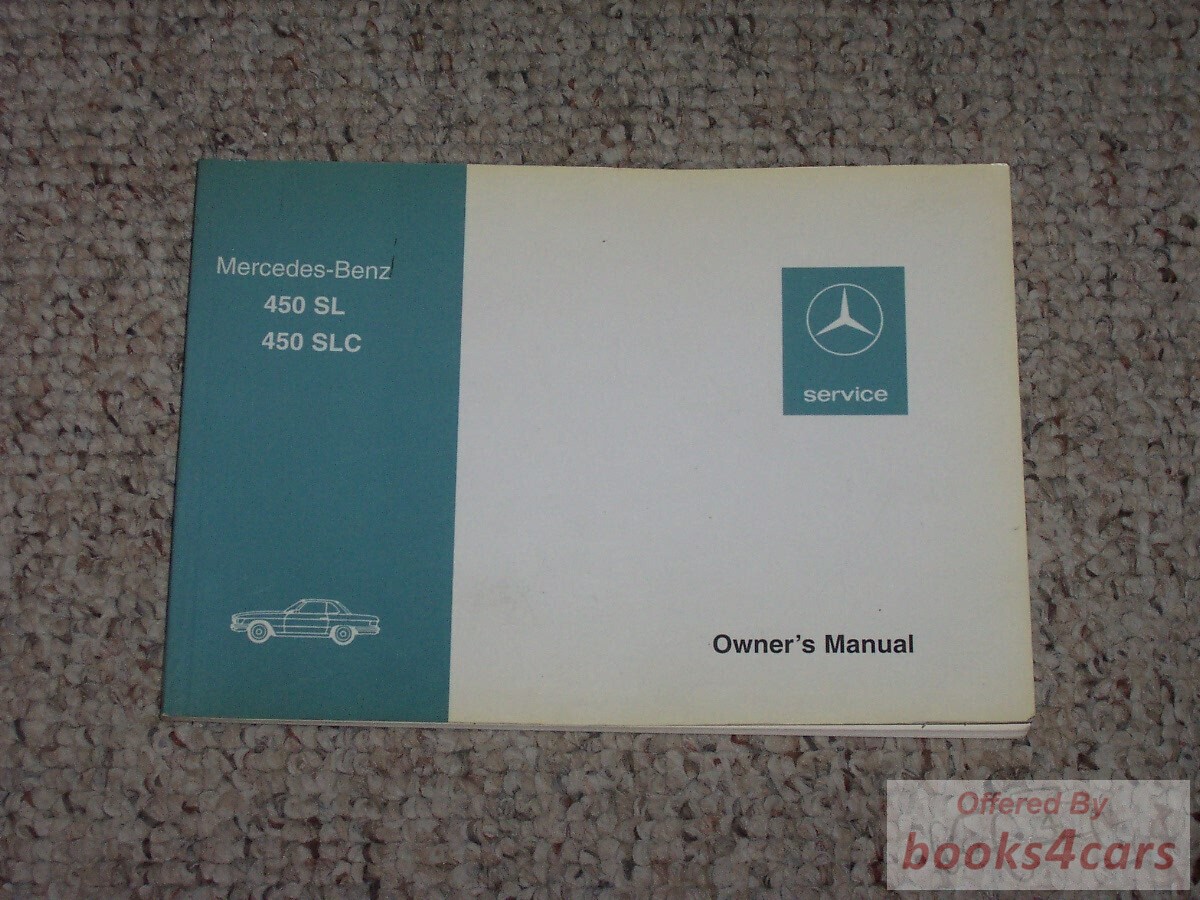 Mercedes-Benz
450 SL
450 SLC
service
Owner's Manual
Offered By
books4cars